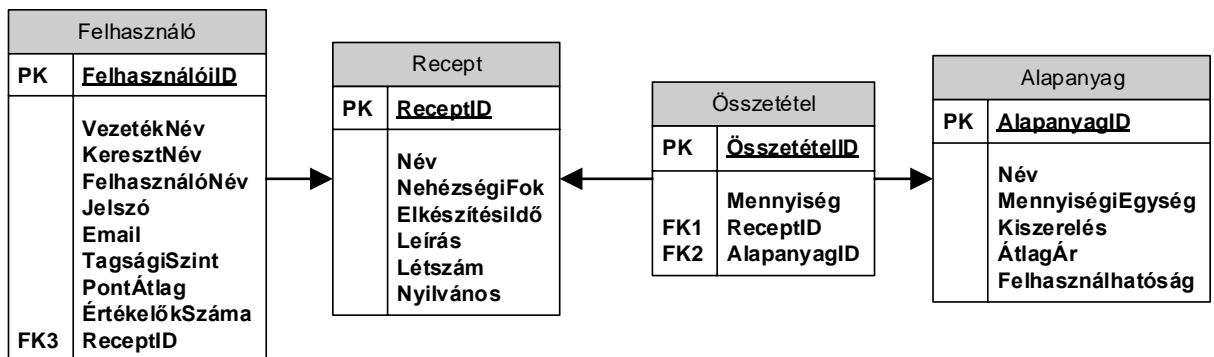 Felhasználó
PK FelhasználóiID
VezetékNév
KeresztNév
FelhasználóNév
Jelszó
Email
TagságiSzint
PontÁtlag
ÉrtékelőkSzáma
FK3 ReceptID
Recept
PK ReceptID
Név
NehézségiFok
ElkészítésiIdő
Leírás
Létszám
Nyilvános
Összetétel
PK ÖsszetételID
Mennyiség
FK1 ReceptID
FK2 AlapanyagID
Alapanyag
PK AlapanyagID
Név
MennyiségiEgység
Kiszerelés
ÁtlagÁr
Felhasználhatóság